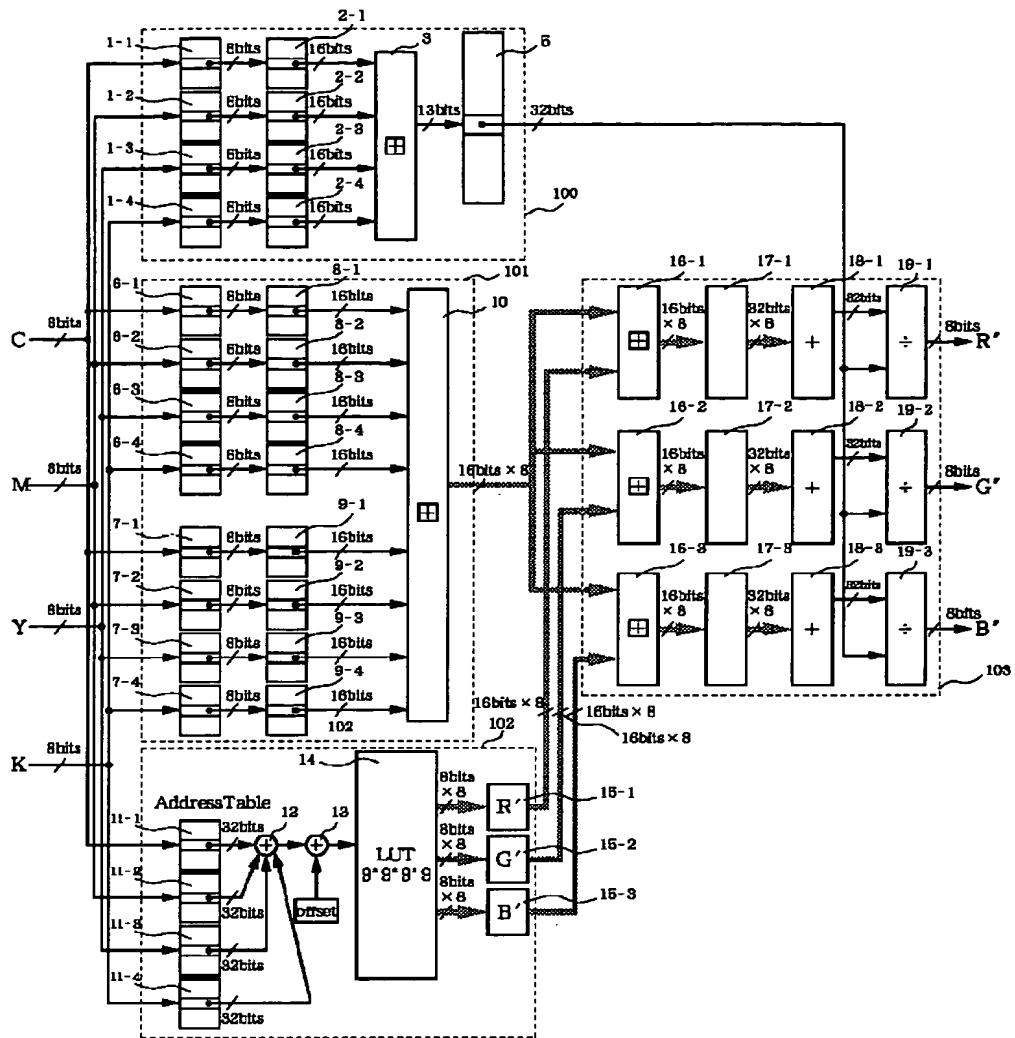 1-1 8bits 2-1 16bits 3 5
1-2 8bits 2-2 16bits 13bits 32bits
1-3 8bits 2-3 16bits
1-4 8bits 2-4 16bits
100
101
6-1 8bits 8-1 16bits 10
C 8bits
6-2 8bits 8-2 16bits
6-3 8bits 8-3 16bits
6-4 8bits 8-4 16bits
M 8bits
16bits × 8
7-1 8bits 9-1 16bits
7-2 8bits 9-2 16bits
Y 8bits
7-3 8bits 9-3 16bits
7-4 8bits 9-4 16bits
102
K 8bits
16-1 17-1 18-1 19-1
16bits × 8 32bits × 8 + 32bits ÷ 8bits R″
16-2 17-2 18-2 19-2
16bits × 8 32bits × 8 + 32bits ÷ 8bits G″
16-3 17-3 18-3 19-3
16bits × 8 32bits × 8 + 32bits ÷ 8bits B″
103
16bits × 8 16bits × 8
16bits × 8
102
14
AddressTable
11-1 32bits 12 13
11-2 32bits
11-3 32bits
11-4 32bits
+ + offset
LUT
9*9*9*9
8bits × 8 R′ 15-1
8bits × 8 G′ 15-2
8bits × 8 B′ 15-3